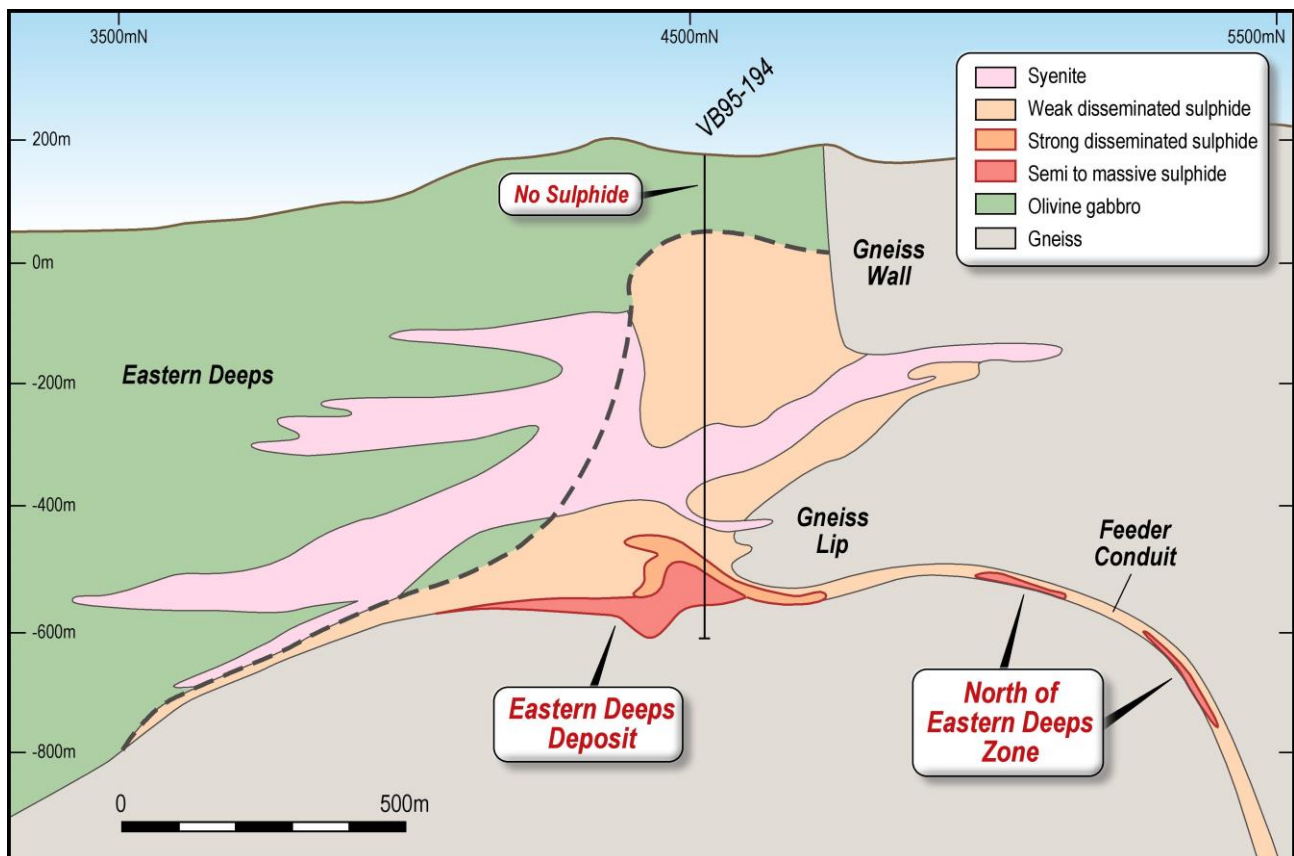 3500mN
4500mN
5500mN
VB95-194
Syenite
Weak disseminated sulphide
Strong disseminated sulphide
Semi to massive sulphide
Olivine gabbro
Gneiss
200m
0m
-200m
-400m
-600m
-800m
No Sulphide
Gneiss
Wall
Eastern Deeps
Gneiss
Lip
Feeder
Conduit
Eastern Deeps
Deposit
North of
Eastern Deeps
Zone
0
500m